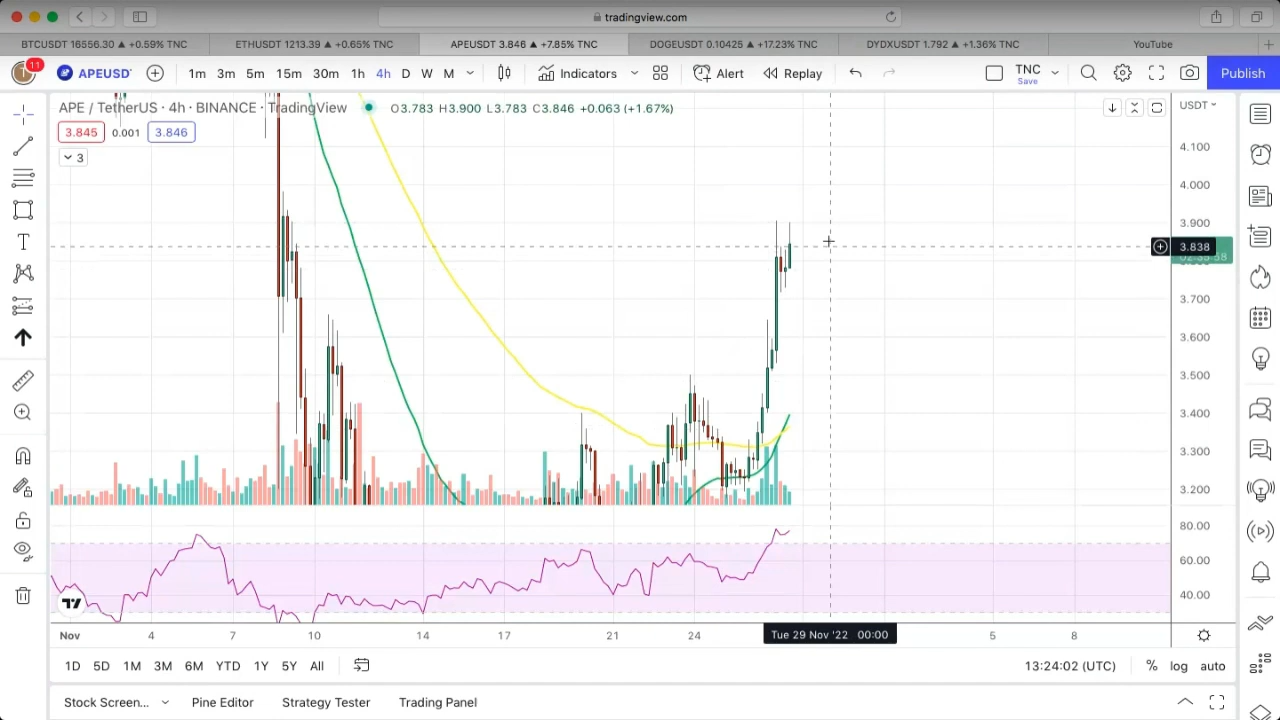 tradingview.com
BTCUSDT 16556.30 ▲ +0.59% TNC
ETHUSDT 1213.39 ▲ +0.65% TNC
APEUSDT 3.846 ▲ +7.85% TNC
DOGEUSDT 0.10425 ▲ +17.23% TNC
DYDXUSDT 1.792 ▲ +1.36% TNC
YouTube
11
T
APEUSDT
1m 3m 5m 15m 30m 1h 4h D W M
Indicators
Alert
Replay
TNC
Save
Publish
APE / TetherUS · 4h · BINANCE · TradingView
O3.783 H3.900 L3.783 C3.846 +0.063 (+1.67%)
USDT
3.845 0.001 3.846
3
4.100
4.000
3.900
3.838
02:35:58
3.700
3.600
3.500
3.400
3.300
3.200
80.00
60.00
40.00
Nov 4 7 10 14 17 21 24 Tue 29 Nov '22 00:00 5 8
1D 5D 1M 3M 6M YTD 1Y 5Y All
13:24:02 (UTC) % log auto
Stock Screen... Pine Editor Strategy Tester Trading Panel